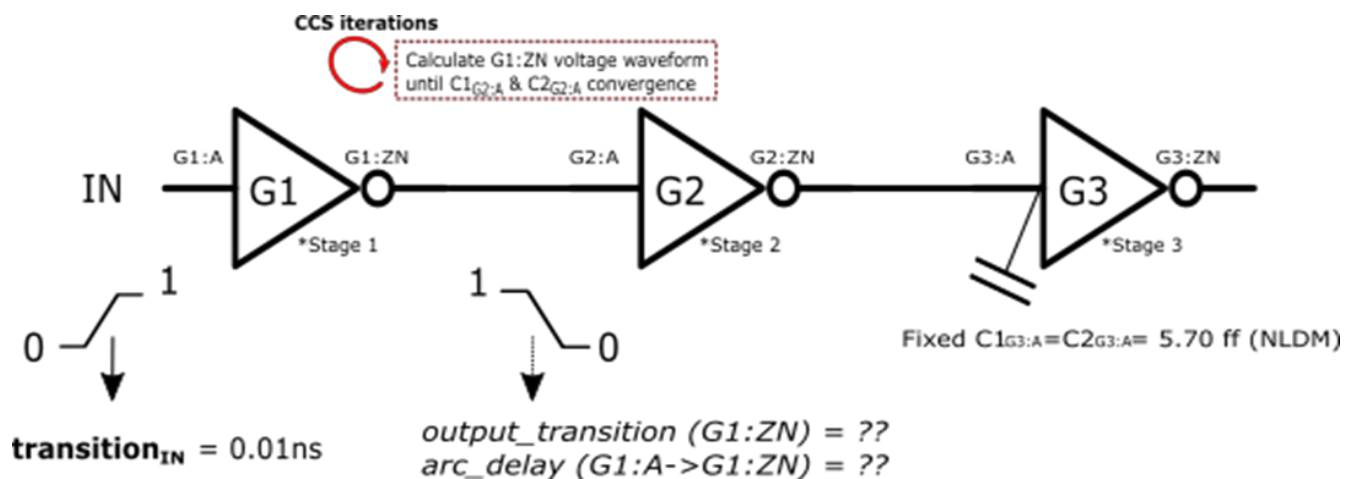 CCS iterations
Calculate G1:ZN voltage waveform
until C1G2:A & C2G2:A convergence
G1:A
G1:ZN
G2:A
G2:ZN
G3:A
G3:ZN
IN
G1
G2
G3
*Stage 1
*Stage 2
*Stage 3
1
0
1
0
Fixed C1G3:A=C2G3:A= 5.70 ff (NLDM)
transitionIN = 0.01ns
output_transition (G1:ZN) = ??
arc_delay (G1:A->G1:ZN) = ??